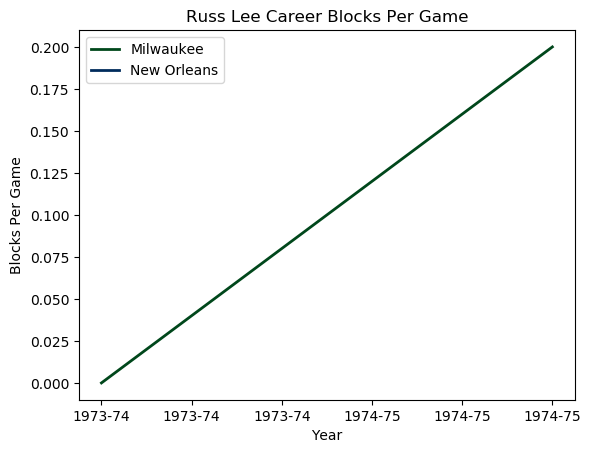 Russ Lee Career Blocks Per Game
Milwaukee
New Orleans
0.200
0.175
0.150
0.125
0.100
0.075
0.050
0.025
0.000
Blocks Per Game
1973-74 1973-74 1973-74 1974-75 1974-75 1974-75
Year